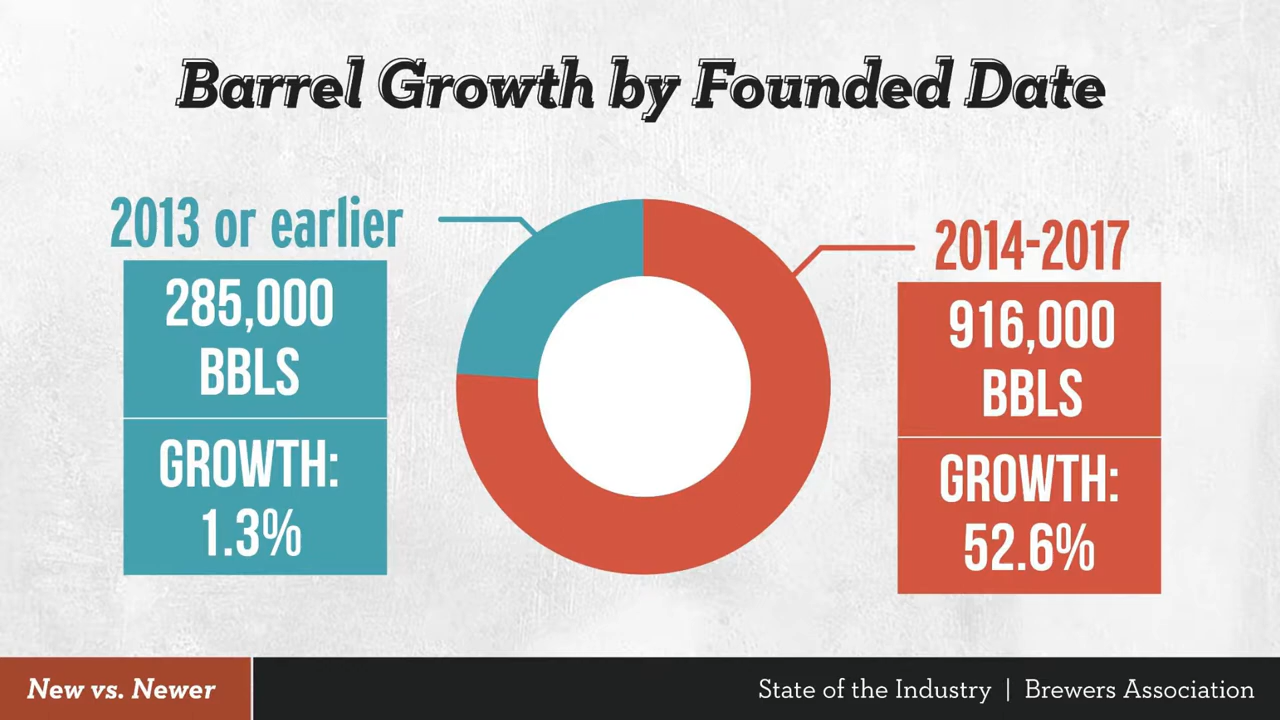 Barrel Growth by Founded Date
2013 or earlier
285,000
BBLS
GROWTH:
1.3%
2014-2017
916,000
BBLS
GROWTH:
52.6%
New vs. Newer
State of the Industry | Brewers Association